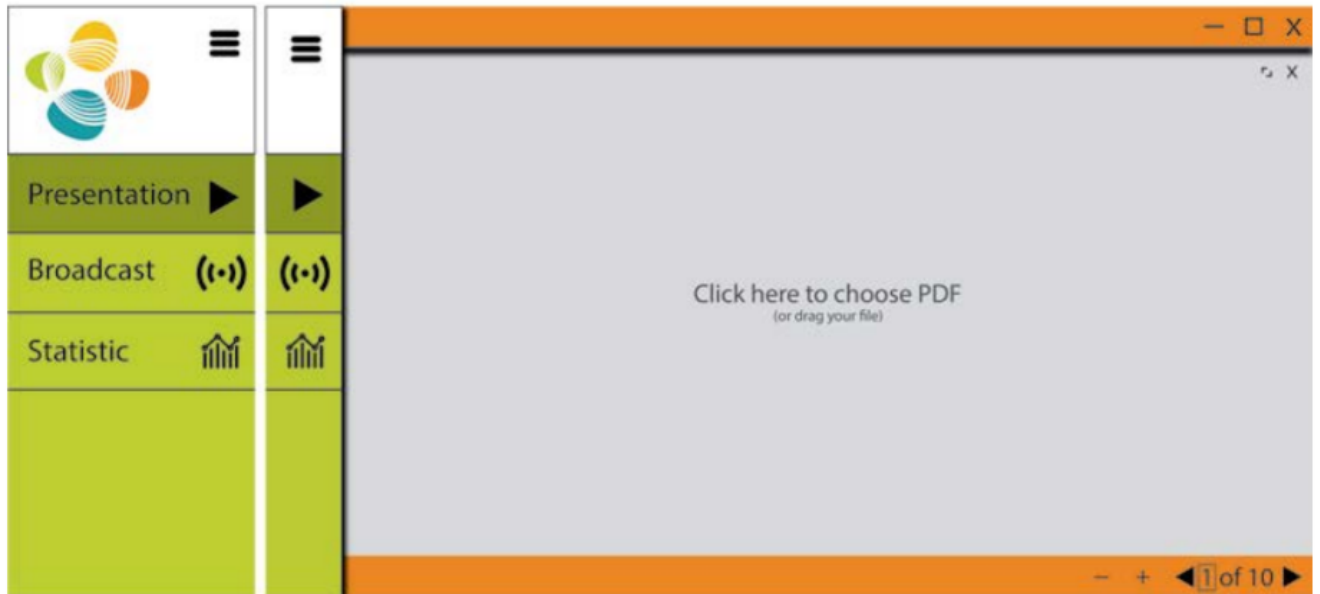 Presentation
Broadcast
Statistic
— □ X
X
Click here to choose PDF
(or drag your file)
− + ◀ 1 of 10 ▶